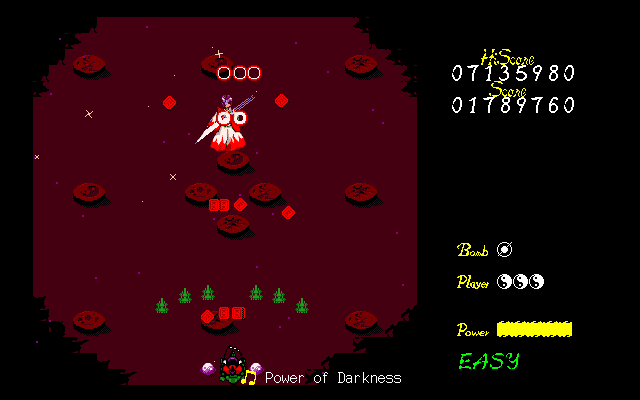 HiScore
07135980
Score
01789760
Bomb
Player
Power
EASY
Power of Darkness